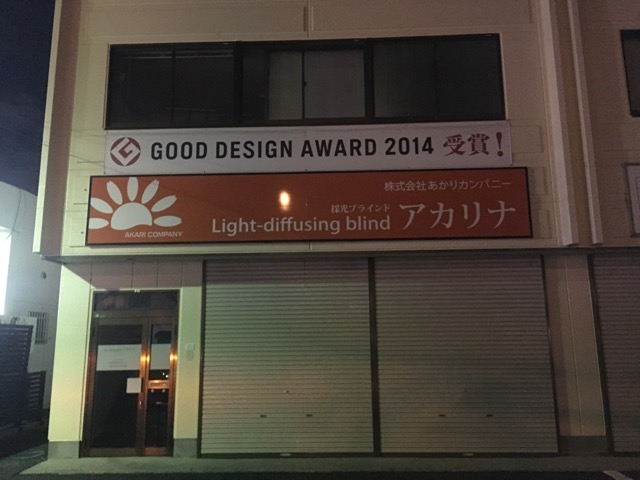 GOOD DESIGN AWARD 2014 受賞!
株式会社あかりカンパニー
採光ブラインド
Light-diffusing blind アカリナ
AKARI COMPANY